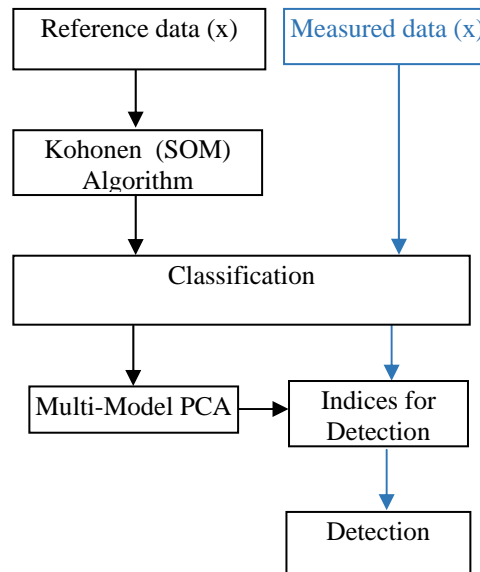 Reference data (x)
Measured data (x)
Kohonen (SOM)
Algorithm
Classification
Multi-Model PCA
Indices for
Detection
Detection